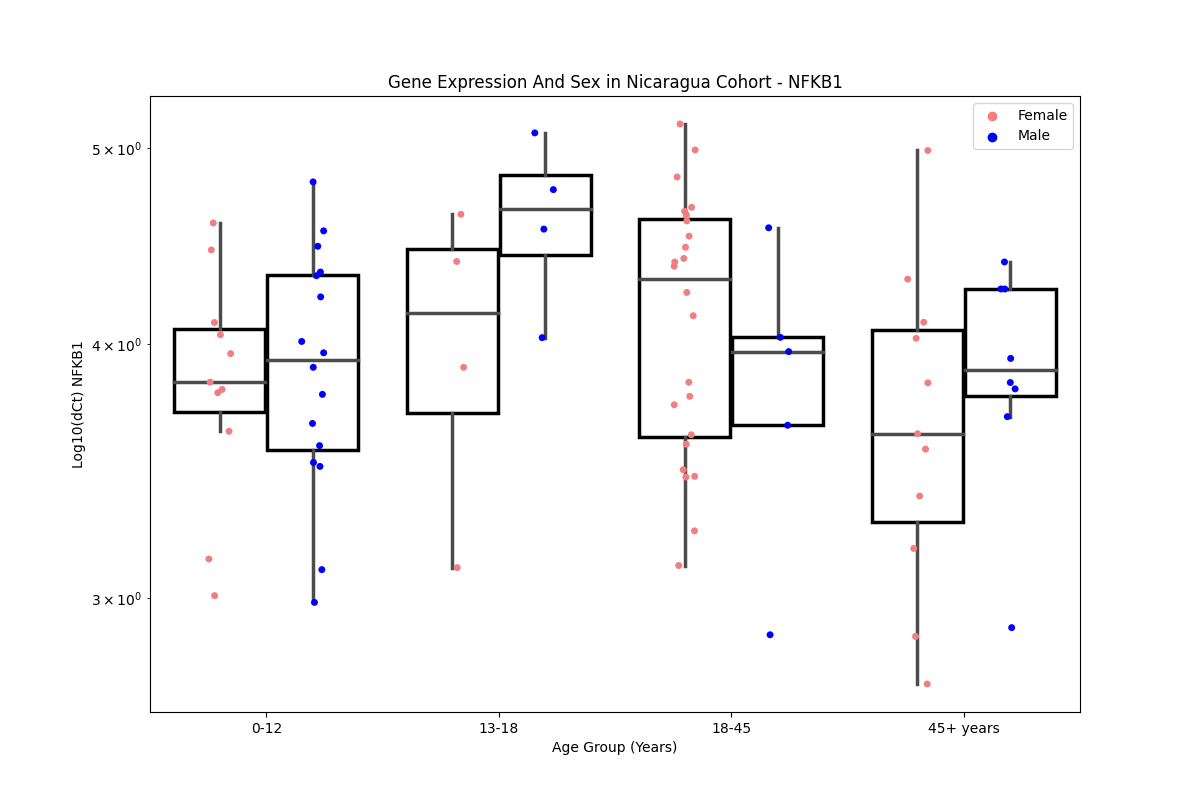 Gene Expression And Sex in Nicaragua Cohort - NFKB1
Female
Male
5 × 10⁰
4 × 10⁰
3 × 10⁰
Log10(dCt) NFKB1
0-12
13-18
18-45
45+ years
Age Group (Years)